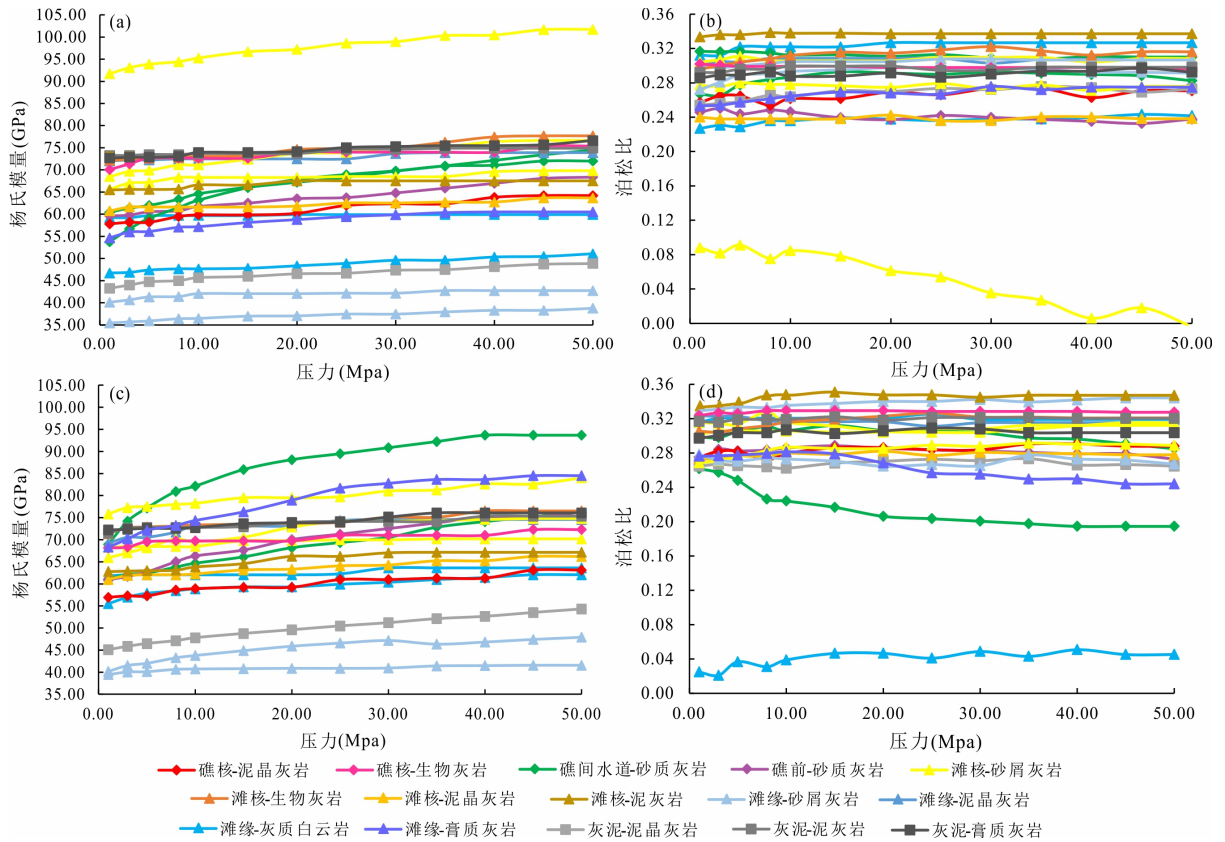 (a)
杨氏模量(GPa)
105.00
100.00
95.00
90.00
85.00
80.00
75.00
70.00
65.00
60.00
55.00
50.00
45.00
40.00
35.00
0.00 10.00 20.00 30.00 40.00 50.00
压力(Mpa)
(b)
泊松比
0.36
0.32
0.28
0.24
0.20
0.16
0.12
0.08
0.04
0.00
0.00 10.00 20.00 30.00 40.00 50.00
压力(Mpa)
(c)
杨氏模量(GPa)
105.00
100.00
95.00
90.00
85.00
80.00
75.00
70.00
65.00
60.00
55.00
50.00
45.00
40.00
35.00
0.00 10.00 20.00 30.00 40.00 50.00
压力(Mpa)
(d)
泊松比
0.36
0.32
0.28
0.24
0.20
0.16
0.12
0.08
0.04
0.00
0.00 10.00 20.00 30.00 40.00 50.00
压力(Mpa)
礁核-泥晶灰岩 礁核-生物灰岩 礁间水道-砂质灰岩 礁前-砂质灰岩 滩核-砂屑灰岩
滩核-生物灰岩 滩核-泥晶灰岩 滩核-泥灰岩 滩缘-砂屑灰岩 滩缘-泥晶灰岩
滩缘-灰质白云岩 滩缘-膏质灰岩 灰泥-泥晶灰岩 灰泥-泥灰岩 灰泥-膏质灰岩